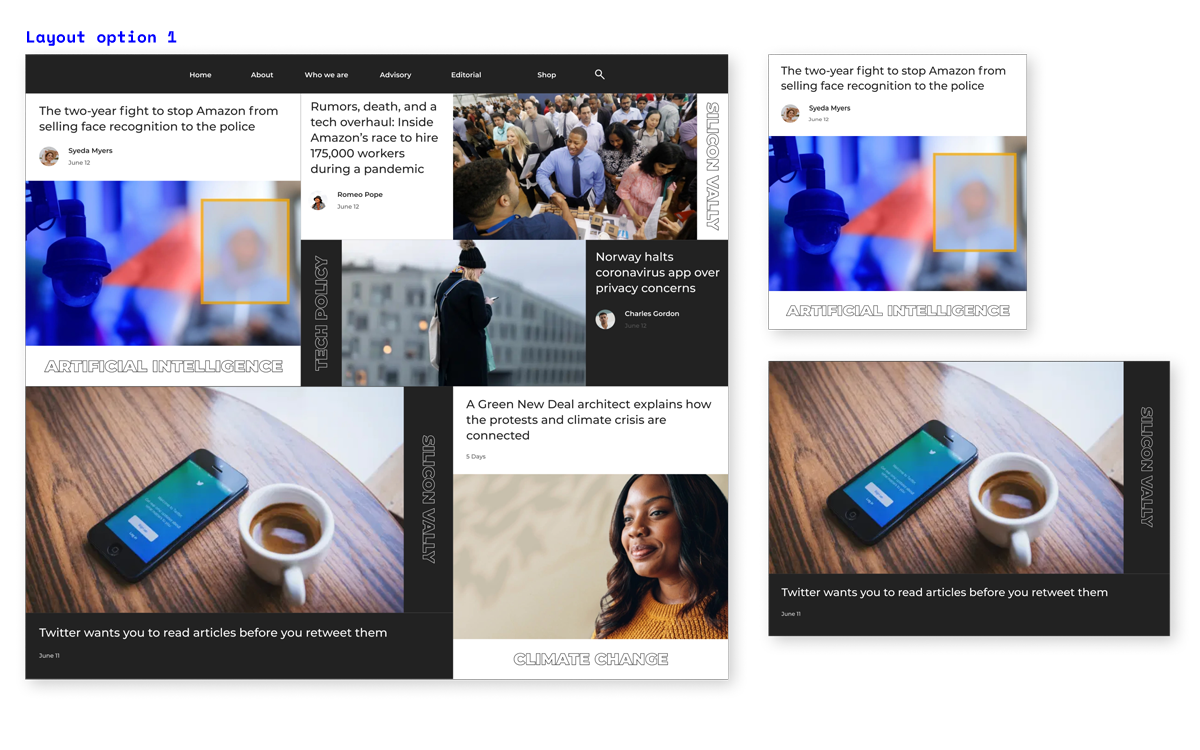 Layout option 1
Home About Who we are Advisory Editorial Shop
The two-year fight to stop Amazon from
selling face recognition to the police
Syeda Myers
June 12
ARTIFICIAL INTELLIGENCE
Rumors, death, and a
tech overhaul: Inside
Amazon's race to hire
175,000 workers
during a pandemic
Romeo Pope
June 12
SILICON VALLY
TECH POLICY
Norway halts
coronavirus app over
privacy concerns
Charles Gordon
June 12
SILICON VALLY
Twitter wants you to read articles before you retweet them
June 11
A Green New Deal architect explains how
the protests and climate crisis are
connected
5 Days
CLIMATE CHANGE
The two-year fight to stop Amazon from
selling face recognition to the police
Syeda Myers
June 12
ARTIFICIAL INTELLIGENCE
SILICON VALLY
Twitter wants you to read articles before you retweet them
June 11